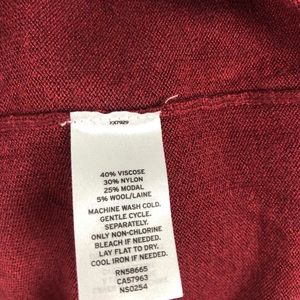 40% VISCOSE
30% NYLON
25% MODAL
5% WOOL/LAINE
MACHINE WASH COLD.
GENTLE CYCLE.
SEPARATELY.
ONLY NON-CHLORINE
BLEACH IF NEEDED.
LAY FLAT TO DRY.
COOL IRON IF NEEDED.
RN58665
CA57963
NS0254